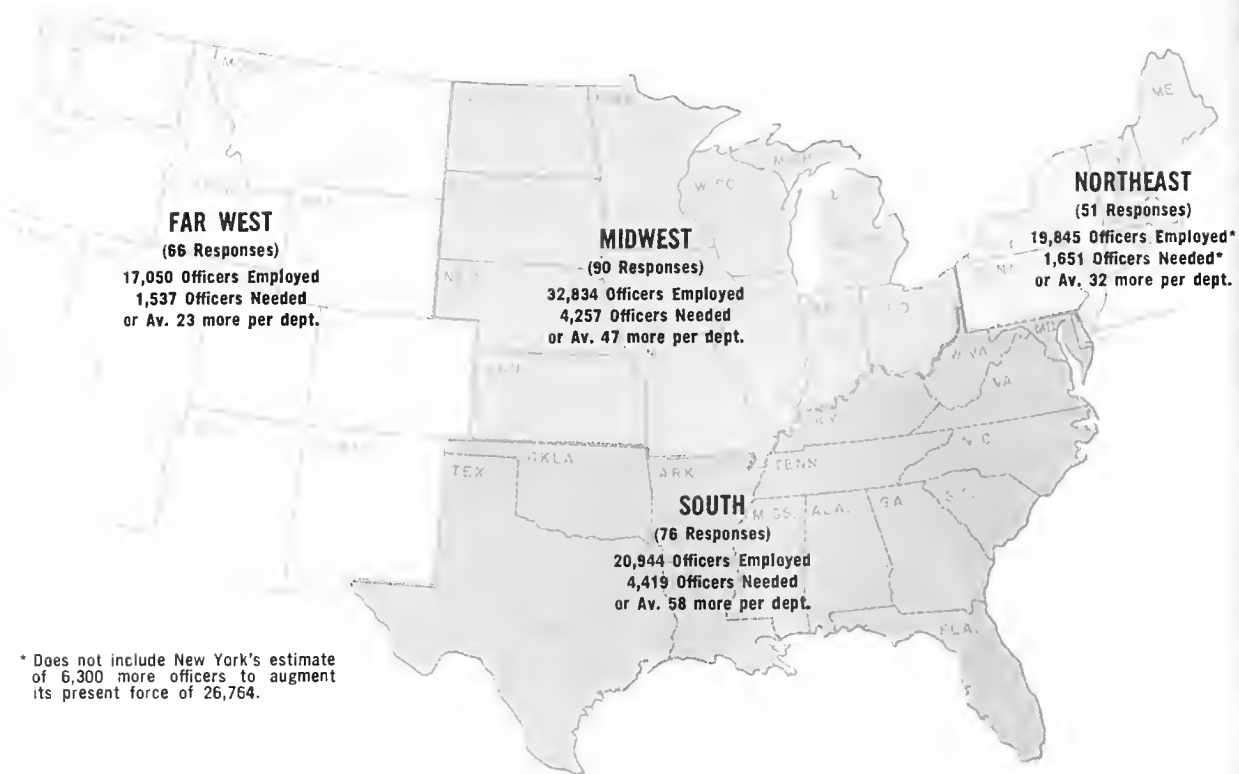 ME
WISC
NORTHEAST
(51 Responses)
19,845 Officers Employed*
1,651 Officers Needed*
or Av. 32 more per dept.
FAR WEST
(66 Responses)
17,050 Officers Employed
1,537 Officers Needed
or Av. 23 more per dept.
MIDWEST
(90 Responses)
32,834 Officers Employed
4,257 Officers Needed
or Av. 47 more per dept.
MD.
W.VA
VA
KY
N.C
TENN
OKLA
TEX
ARK
MISS.
ALA.
GA
S.C.
SOUTH
(76 Responses)
20,944 Officers Employed
4,419 Officers Needed
or Av. 58 more per dept.
FLA.
* Does not include New York's estimate
of 6,300 more officers to augment
its present force of 26,764.